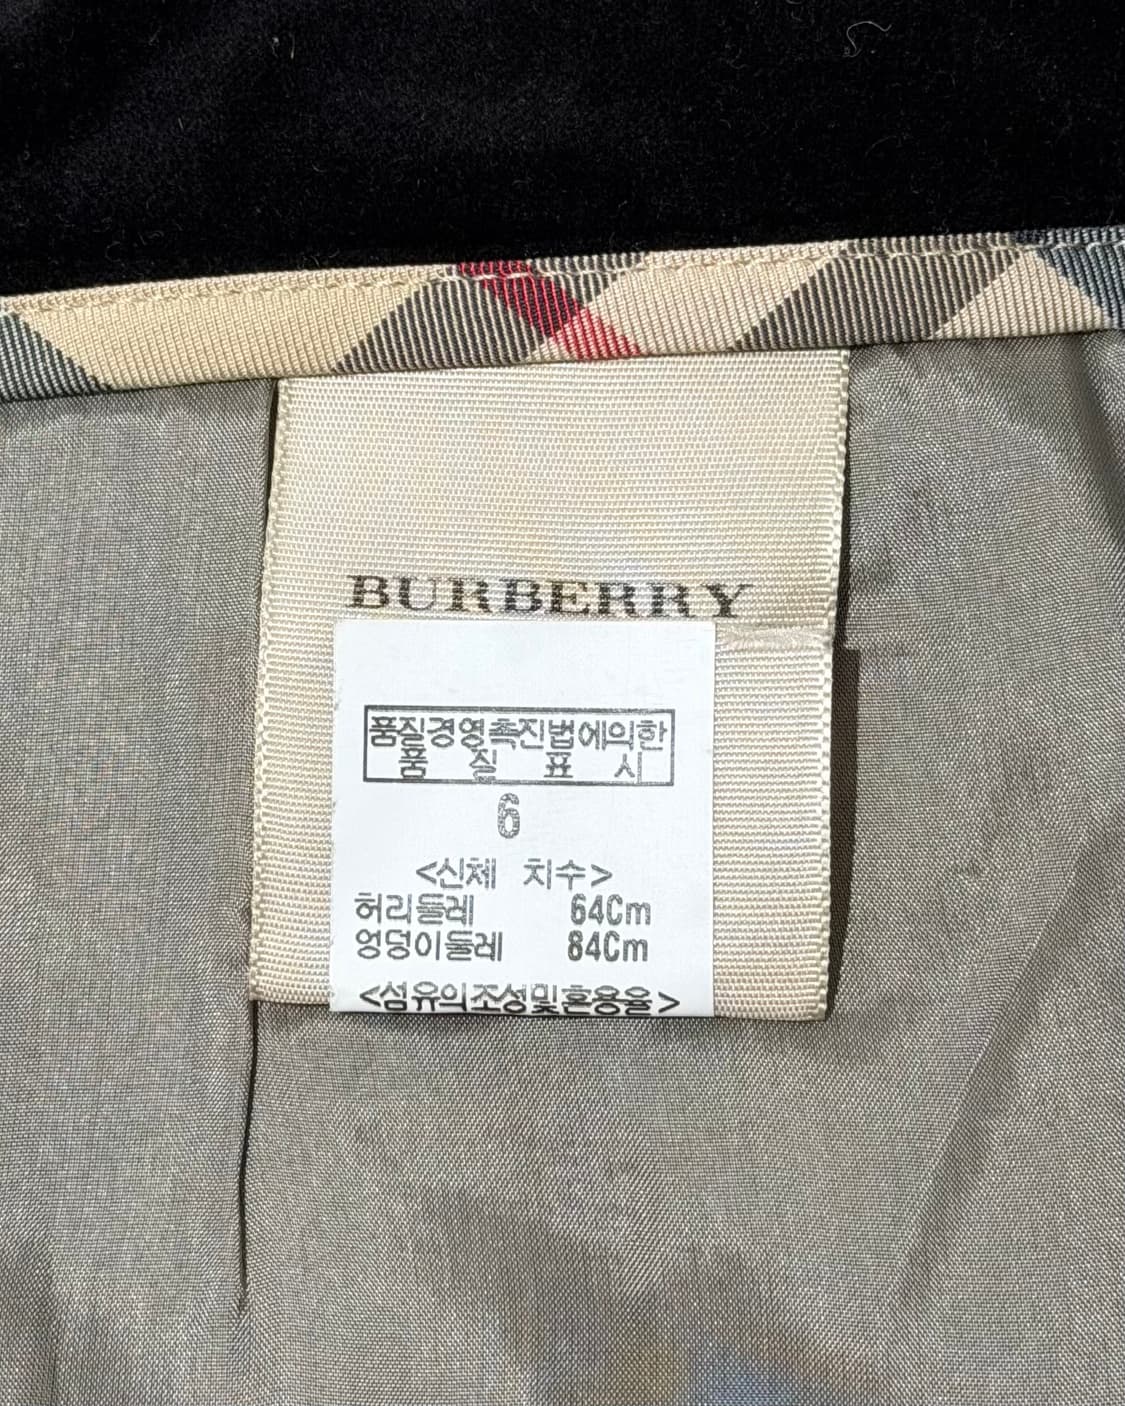 BURBERRY
품질경영촉진법에의한
품 질 표 시
6
<신체 치수>
허리둘레 64Cm
엉덩이둘레 84Cm
<섬유의조성및혼용율>